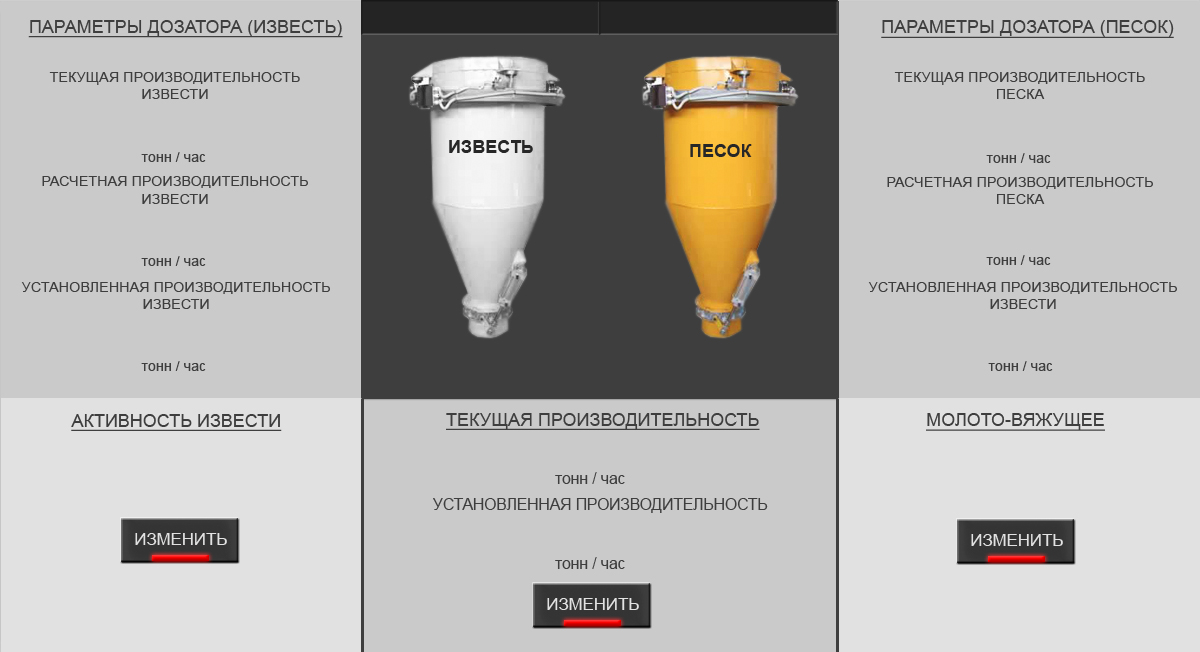 ПАРАМЕТРЫ ДОЗАТОРА (ИЗВЕСТЬ)
ТЕКУЩАЯ ПРОИЗВОДИТЕЛЬНОСТЬ
ИЗВЕСТИ
тонн / час
РАСЧЕТНАЯ ПРОИЗВОДИТЕЛЬНОСТЬ
ИЗВЕСТИ
тонн / час
УСТАНОВЛЕННАЯ ПРОИЗВОДИТЕЛЬНОСТЬ
ИЗВЕСТИ
тонн / час
ИЗВЕСТЬ
ПЕСОК
ПАРАМЕТРЫ ДОЗАТОРА (ПЕСОК)
ТЕКУЩАЯ ПРОИЗВОДИТЕЛЬНОСТЬ
ПЕСКА
тонн / час
РАСЧЕТНАЯ ПРОИЗВОДИТЕЛЬНОСТЬ
ПЕСКА
тонн / час
УСТАНОВЛЕННАЯ ПРОИЗВОДИТЕЛЬНОСТЬ
ИЗВЕСТИ
тонн / час
АКТИВНОСТЬ ИЗВЕСТИ
ИЗМЕНИТЬ
ТЕКУЩАЯ ПРОИЗВОДИТЕЛЬНОСТЬ
тонн / час
УСТАНОВЛЕННАЯ ПРОИЗВОДИТЕЛЬНОСТЬ
тонн / час
ИЗМЕНИТЬ
МОЛОТО-ВЯЖУЩЕЕ
ИЗМЕНИТЬ